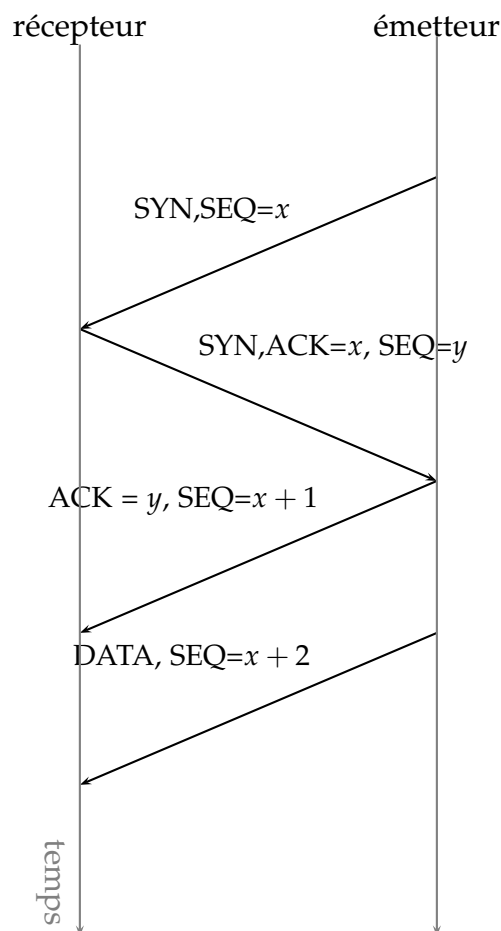 récepteur
émetteur
SYN,SEQ=x
SYN,ACK=x, SEQ=y
ACK = y, SEQ=x + 1
DATA, SEQ=x + 2
temps